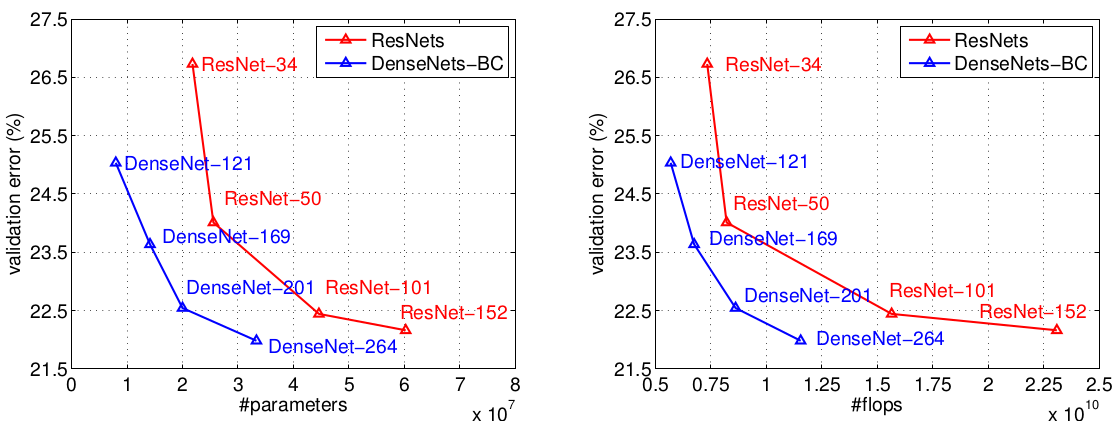 27.5
26.5
25.5
24.5
23.5
22.5
21.5
validation error (%)
ResNets
DenseNets−BC
ResNet−34
DenseNet−121
ResNet−50
DenseNet−169
DenseNet−201
ResNet−101
ResNet−152
DenseNet−264
0 1 2 3 4 5 6 7 8
#parameters
x 10^7
27.5
26.5
25.5
24.5
23.5
22.5
21.5
validation error (%)
ResNets
DenseNets−BC
ResNet−34
DenseNet−121
ResNet−50
DenseNet−169
DenseNet−201
ResNet−101
ResNet−152
DenseNet−264
0.5 0.75 1 1.25 1.5 1.75 2 2.25 2.5
#flops
x 10^10